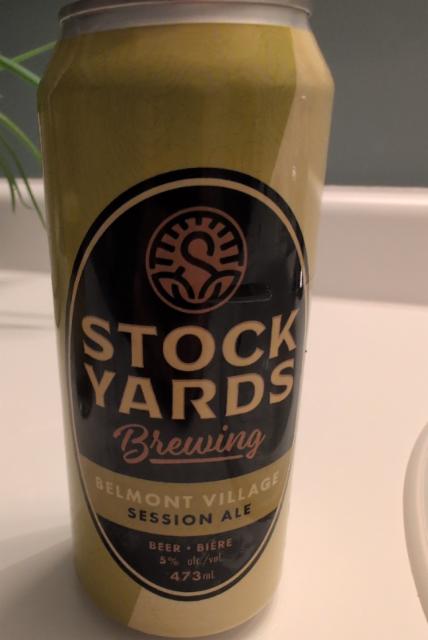 S
STOCK
YARDS
Brewing
BELMONT VILLAGE
SESSION ALE
BEER • BIÈRE
5% alc/vol
473mL